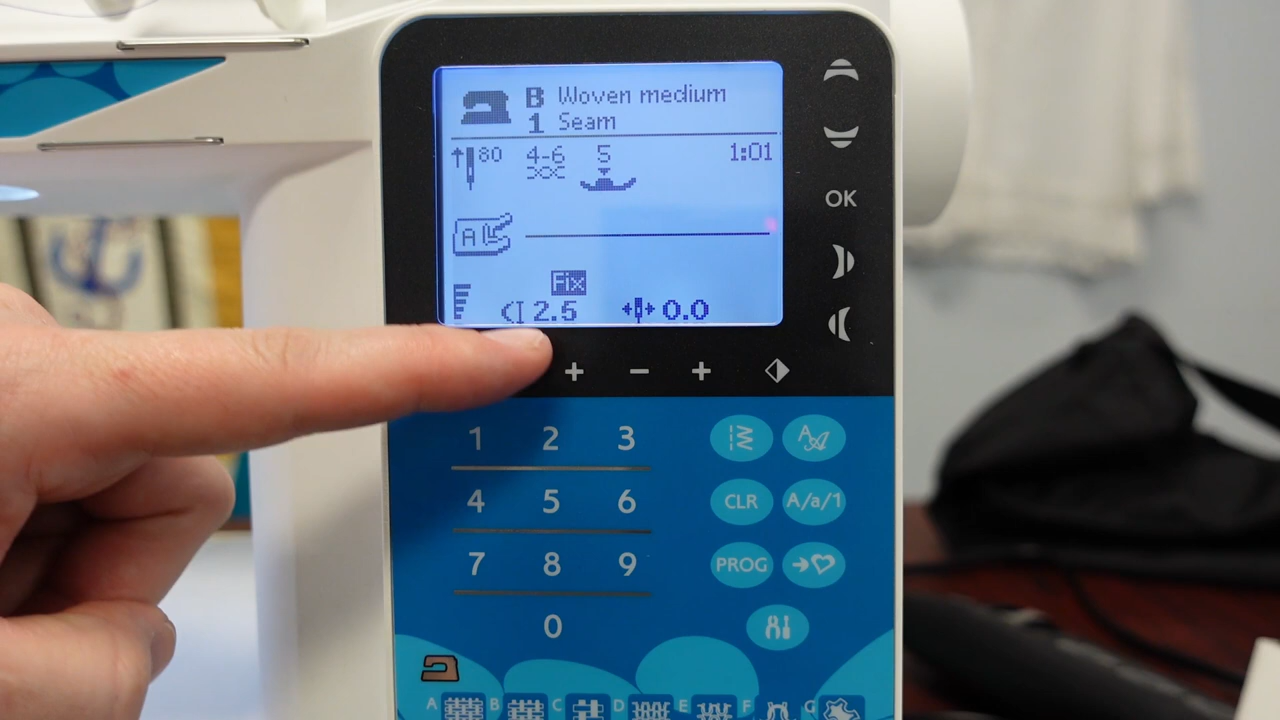 B Woven medium
1 Seam
80 4-6 5 1:01
A
Fix
2.5 0.0
OK
+ − +
1 2 3
4 5 6
CLR A/a/1
7 8 9
PROG
0
A B C D E F G